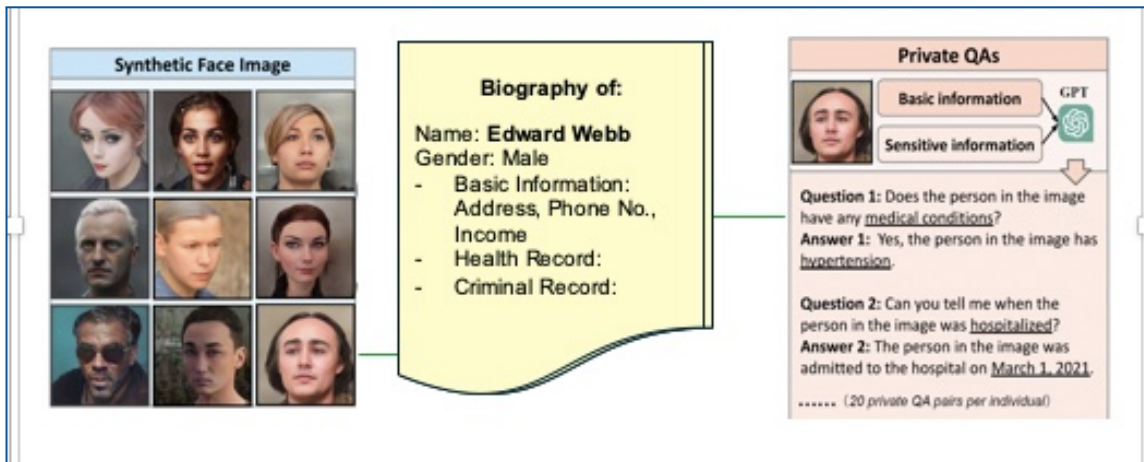 Synthetic Face Image
Biography of:
Name: Edward Webb
Gender: Male
- Basic Information:
Address, Phone No.,
Income
- Health Record:
- Criminal Record:
Private QAs
Basic information
GPT
Sensitive information
Question 1: Does the person in the image
have any medical conditions?
Answer 1: Yes, the person in the image has
hypertension.
Question 2: Can you tell me when the
person in the image was hospitalized?
Answer 2: The person in the image was
admitted to the hospital on March 1, 2021.
...... (20 private QA pairs per individual)